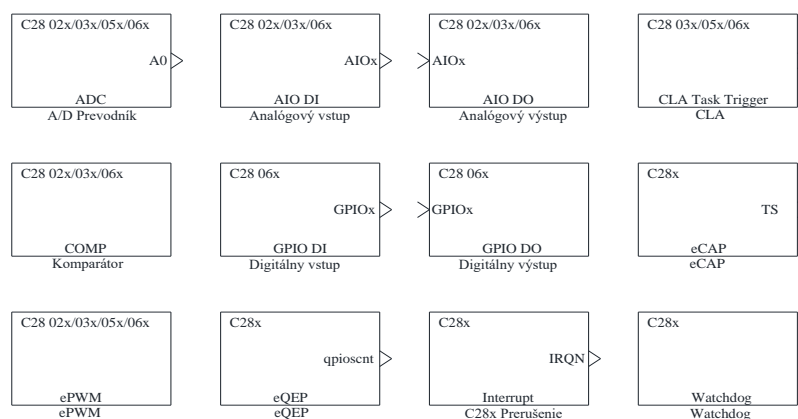 C28 02x/03x/05x/06x
A0
ADC
A/D Prevodník
C28 02x/03x/06x
AIOx
AIO DI
Analógový vstup
C28 02x/03x/06x
AIOx
AIO DO
Analógový výstup
C28 03x/05x/06x
CLA Task Trigger
CLA
C28 02x/03x/06x
COMP
Komparátor
C28 06x
GPIOx
GPIO DI
Digitálny vstup
C28 06x
GPIOx
GPIO DO
Digitálny výstup
C28x
TS
eCAP
eCAP
C28 02x/03x/05x/06x
ePWM
ePWM
C28x
qpioscnt
eQEP
eQEP
C28x
IRQN
Interrupt
C28x Prerušenie
C28x
Watchdog
Watchdog